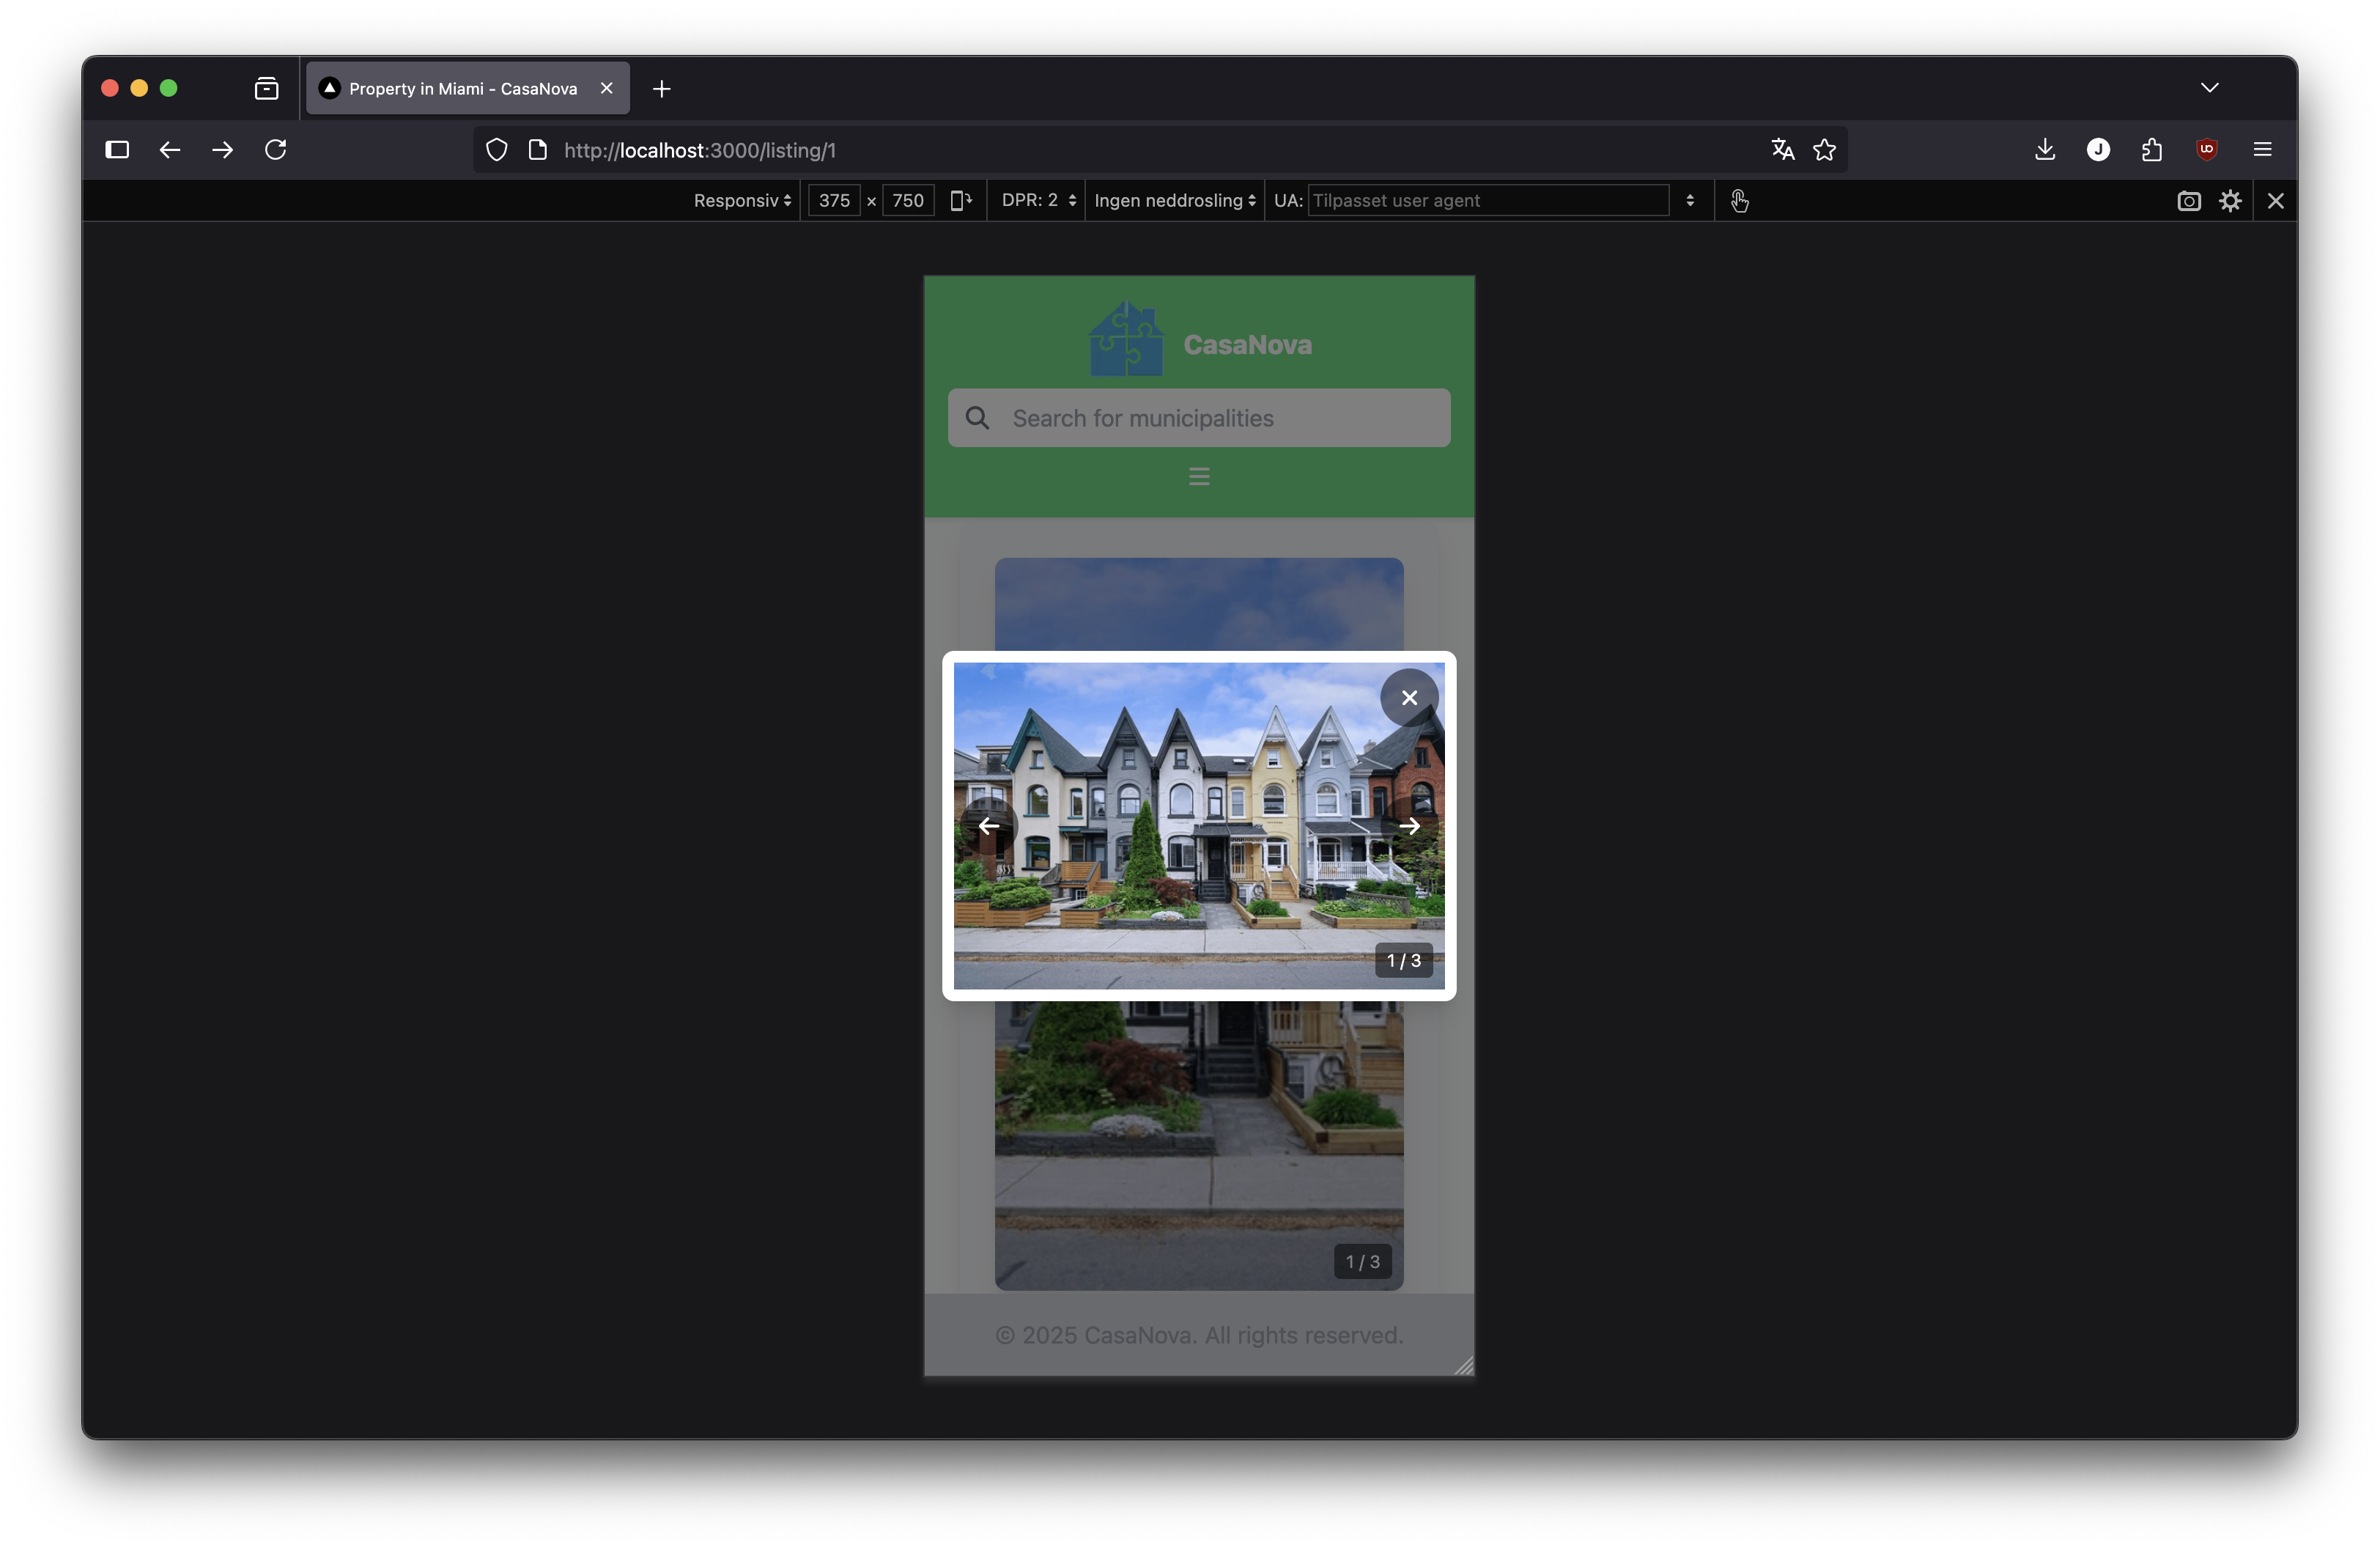 Property in Miami - CasaNova
http://localhost:3000/listing/1
J
Responsiv 375 × 750 DPR: 2 Ingen neddrosling UA: Tilpasset user agent
CasaNova
Search for municipalities
1 / 3
1 / 3
© 2025 CasaNova. All rights reserved.